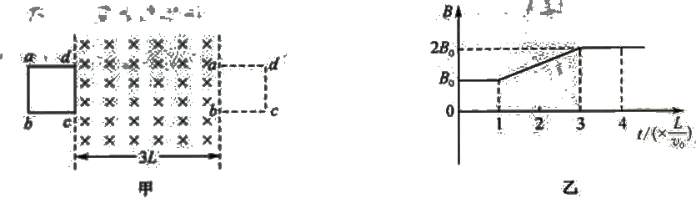 a d
b c
a d
b c
3L
甲
B
2B₀
B₀
0 1 2 3 4
t/(×L/v₀)
乙